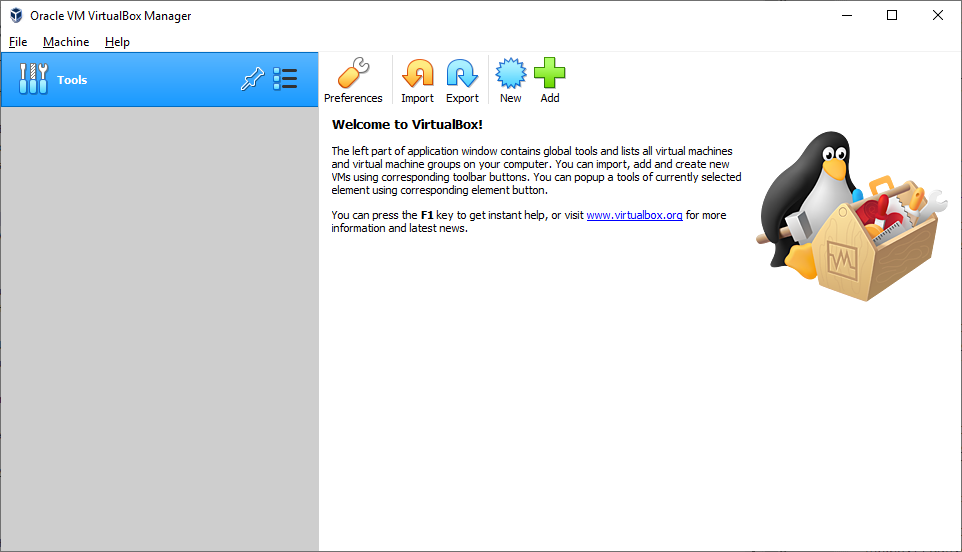 Oracle VM VirtualBox Manager
File Machine Help
Tools
Preferences Import Export New Add
Welcome to VirtualBox!
The left part of application window contains global tools and lists all virtual machines
and virtual machine groups on your computer. You can import, add and create new
VMs using corresponding toolbar buttons. You can popup a tools of currently selected
element using corresponding element button.
You can press the F1 key to get instant help, or visit www.virtualbox.org for more
information and latest news.